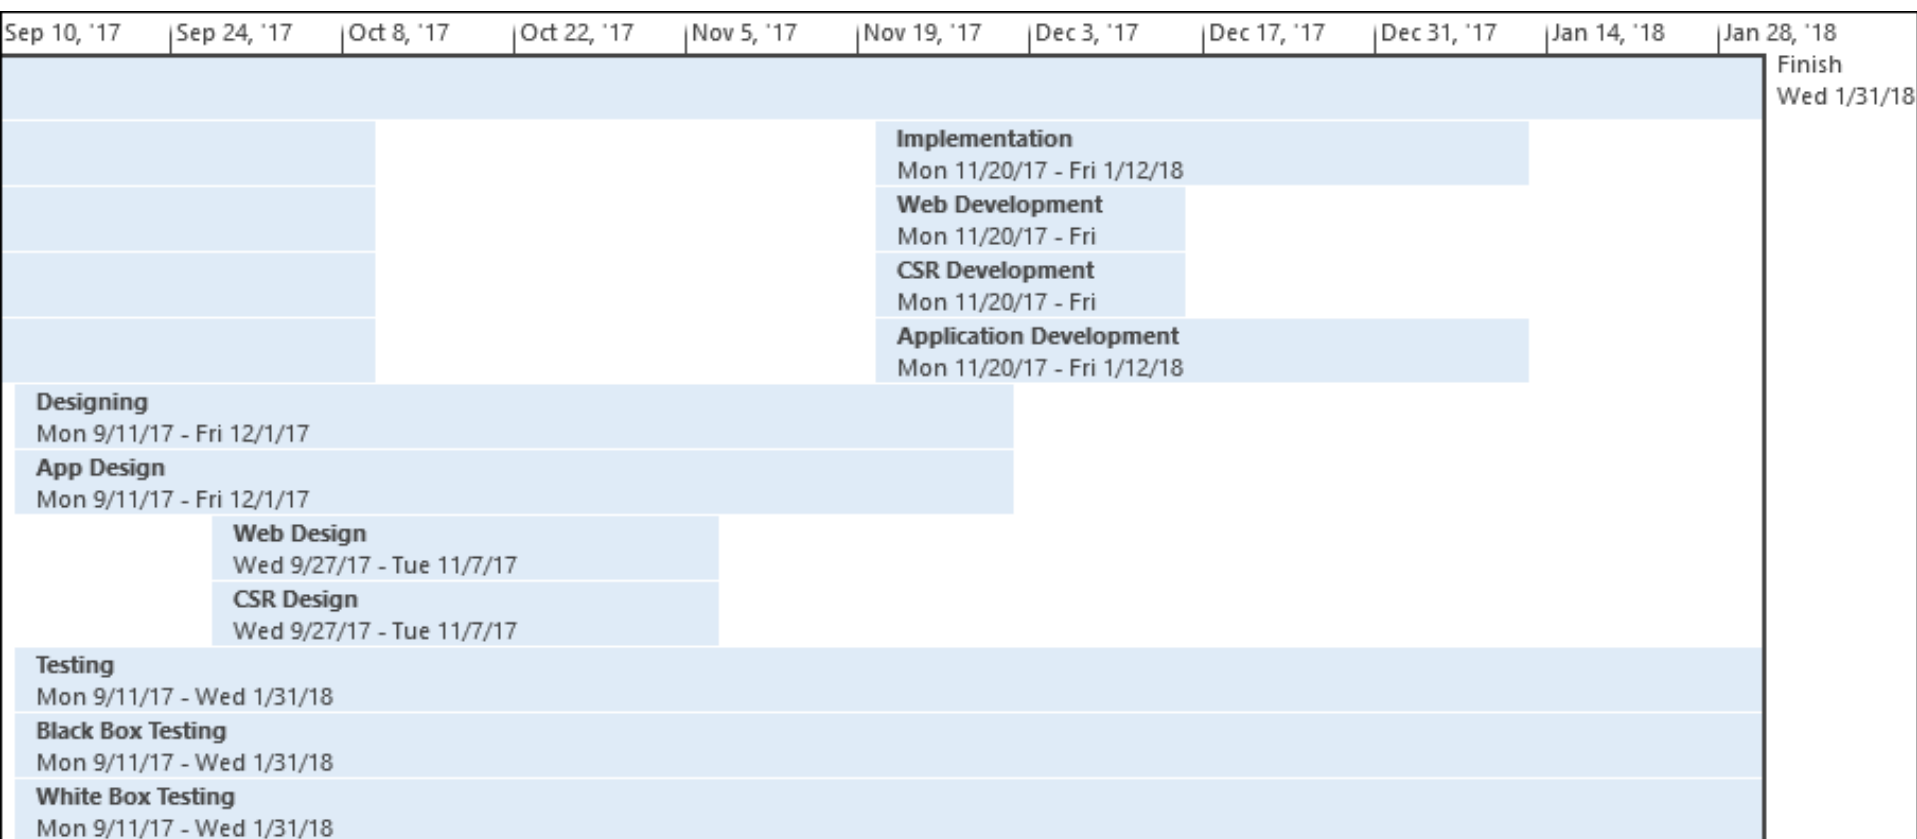 Sep 10, '17 Sep 24, '17 Oct 8, '17 Oct 22, '17 Nov 5, '17 Nov 19, '17 Dec 3, '17 Dec 17, '17 Dec 31, '17 Jan 14, '18 Jan 28, '18
Finish
Wed 1/31/18
Implementation
Mon 11/20/17 - Fri 1/12/18
Web Development
Mon 11/20/17 - Fri
CSR Development
Mon 11/20/17 - Fri
Application Development
Mon 11/20/17 - Fri 1/12/18
Designing
Mon 9/11/17 - Fri 12/1/17
App Design
Mon 9/11/17 - Fri 12/1/17
Web Design
Wed 9/27/17 - Tue 11/7/17
CSR Design
Wed 9/27/17 - Tue 11/7/17
Testing
Mon 9/11/17 - Wed 1/31/18
Black Box Testing
Mon 9/11/17 - Wed 1/31/18
White Box Testing
Mon 9/11/17 - Wed 1/31/18